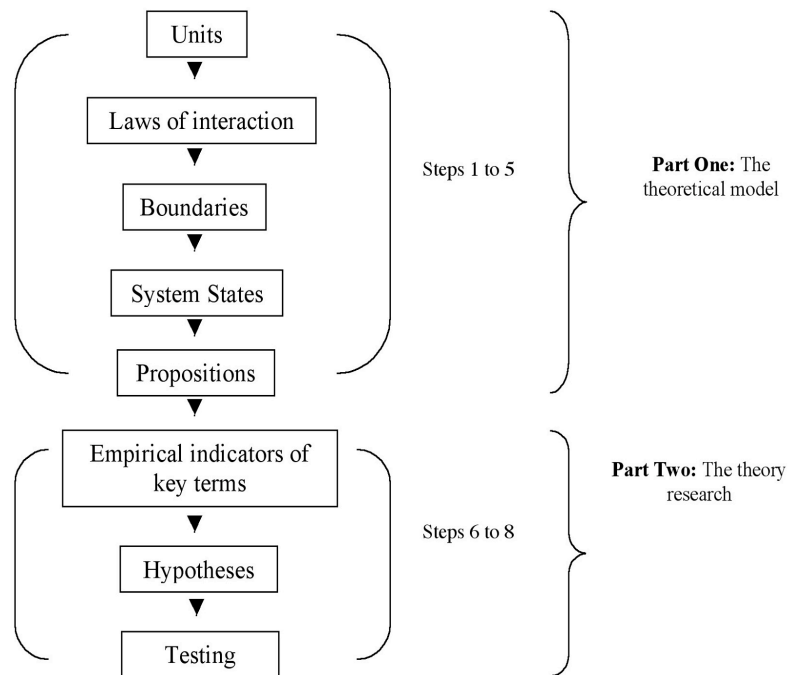 Units
Laws of interaction
Boundaries
System States
Propositions
Steps 1 to 5
Part One: The
theoretical model
Empirical indicators of
key terms
Hypotheses
Testing
Steps 6 to 8
Part Two: The theory
research